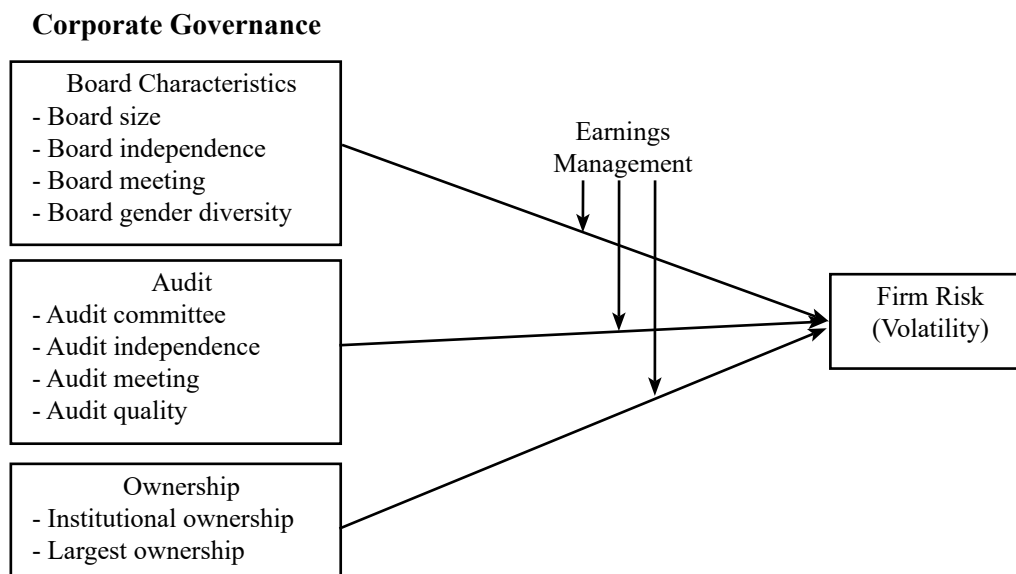 Corporate Governance
Board Characteristics
- Board size
- Board independence
- Board meeting
- Board gender diversity
Earnings
Management
Audit
- Audit committee
- Audit independence
- Audit meeting
- Audit quality
Firm Risk
(Volatility)
Ownership
- Institutional ownership
- Largest ownership